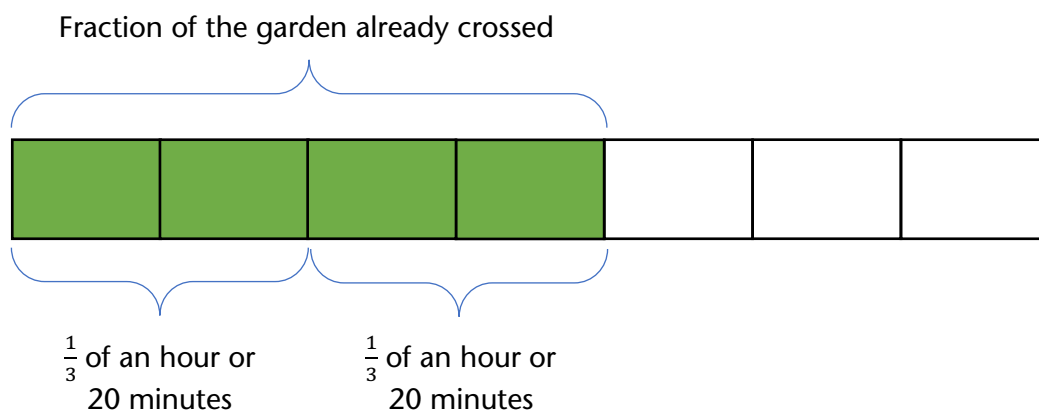 Fraction of the garden already crossed
1/3 of an hour or
20 minutes
1/3 of an hour or
20 minutes